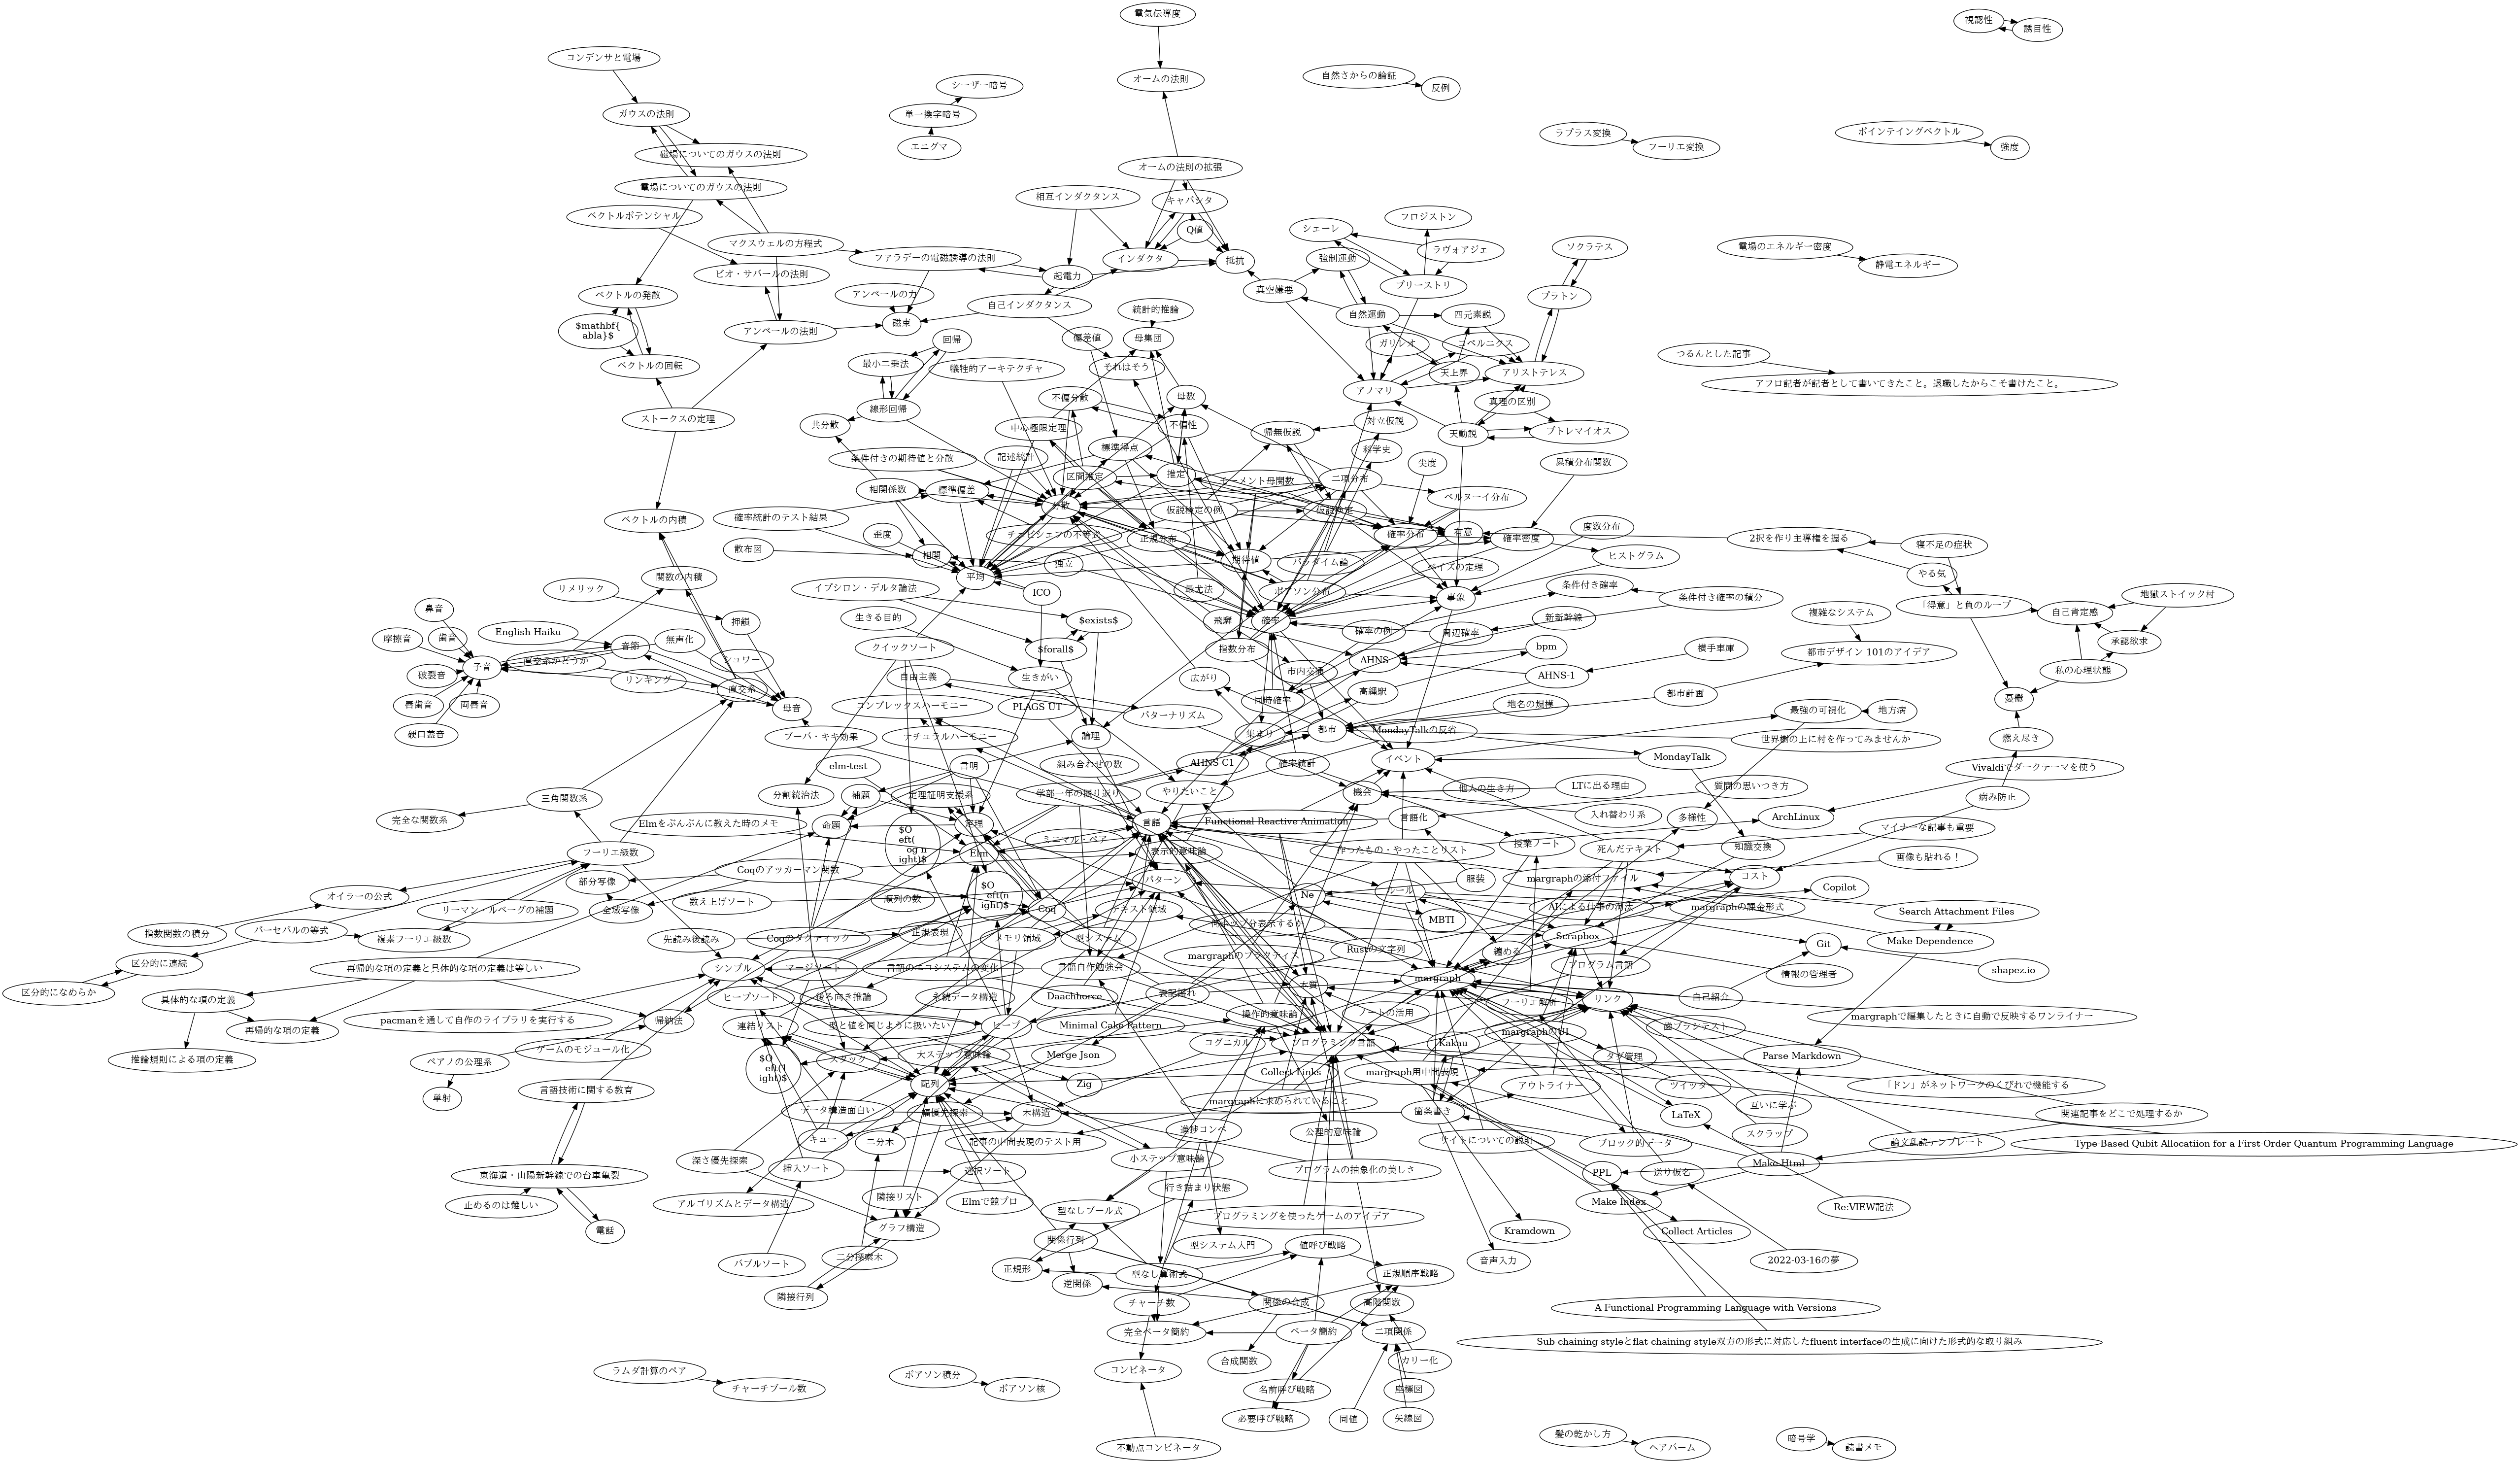 電気伝導度
視認性
誘目性
コンデンサと電場
オームの法則
自然さからの論証
反例
シーザー暗号
単一換字暗号
エニグマ
ガウスの法則
磁場についてのガウスの法則
ラプラス変換
フーリエ変換
ポインテイングベクトル
強度
オームの法則の拡張
電場についてのガウスの法則
相互インダクタンス
キャパシタ
ベクトルポテンシャル
Q値
フロジストン
シェーレ
ラヴォアジェ
マクスウェルの方程式
ソクラテス
電場のエネルギー密度
静電エネルギー
ファラデーの電磁誘導の法則
インダクタ
抵抗
強制運動
ビオ・サバールの法則
起電力
真空嫌悪
プリーストリ
プラトン
ベクトルの発散
アンペールの力
自己インダクタンス
自然運動
四元素説
$mathbf{
abla}$
アンペールの法則
磁束
統計的推論
母集団
偏差値
ガリレオ
コペルニクス
回帰
最小二乗法
ベクトルの回転
犠牲的アーキテクチャ
それはそう
天上界
アリストテレス
つるんとした記事
アフロ記者が記者として書いてきたこと。退職したからこそ書けたこと。
アノマリ
線形回帰
不偏分散
母数
真理の区別
ストークスの定理
共分散
中心極限定理
不偏性
対立仮説
帰無仮説
天動説
プトレマイオス
標準得点
科学史
条件付きの期待値と分散
記述統計
区間推定
推定
モーメント母関数
二項分布
尖度
累積分布関数
相関係数
標準偏差
ベルヌーイ分布
分散
仮説検定の例
仮説検定
ベクトルの内積
確率統計のテスト結果
歪度
チェビシェフの不等式
正規分布
確率分布
有意
確率密度
度数分布
2択を作り主導権を握る
寝不足の症状
散布図
相関
独立
期待値
パラダイム論
ベイズの定理
ヒストグラム
平均
やる気
関数の内積
リメリック
イプシロン・デルタ論法
ICO
最尤法
ポアソン分布
事象
条件付き確率
条件付き確率の積分
「得意」と負のループ
自己肯定感
地獄ストイック村
鼻音
摩擦音
歯音
English Haiku
音節
無声化
押韻
生きる目的
$exists$
飛騨
確率
確率の例
周辺確率
新新幹線
複雑なシステム
承認欲求
子音
直交系かどうか
シュワー
クイックソート
$forall$
指数分布
AHNS
bpm
横手車庫
都市デザイン 101のアイデア
破裂音
リンキング
直交系
自由主義
生きがい
広がり
市内交通
AHNS-1
私の心理状態
唇歯音
両唇音
母音
コンプレックスハーモニー
PLAGS UT
同時確率
高縄駅
都市計画
憂鬱
硬口蓋音
パターナリズム
地名の規模
最強の可視化
地方病
ブーバ・キキ効果
ナチュラルハーモニー
論理
集まり
都市
MondayTalkの反省
世界樹の上に村を作ってみませんか
燃え尽き
elm-test
言明
組み合わせの数
AHNS-C1
確率統計
イベント
MondayTalk
Vivaldiでダークテーマを使う
三角関数系
分割統治法
補題
定理証明支援系
学部一年の振り返り
やりたいこと
機会
他人の生き方
LTに出る理由
質問の思いつき方
病み防止
完全な関数系
Elmをぶんぶんに教えた時のメモ
命題
定理
言語
Functional Reactive Animation
言語化
入れ替わり系
多様性
ArchLinux
マイナーな記事も重要
$O
eft(
og n
ight)$
Elm
ミニマル・ペア
表示的意味論
作ったもの・やったことリスト
授業ノート
死んだテキスト
知識交換
画像も貼れる！
フーリエ級数
部分写像
Coqのアッカーマン関数
$O
eft(n
ight)$
パターン
服装
margraphの添付ファイル
コスト
Copilot
オイラーの公式
リーマン・ルベーグの補題
全域写像
数え上げソート
順列の数
Coq
テキスト領域
Ne
ルール
MBTI
AIによる仕事の淘汰
margraphの課金形式
Search Attachment Files
指数関数の積分
パーセバルの等式
複素フーリエ級数
先読み後読み
Coqのタクティック
正規表現
メモリ領域
型システム
Rustの文字列
Scrapbox
纏める
Git
Make Dependence
区分的に連続
区分的になめらか
再帰的な項の定義と具体的な項の定義は等しい
シンプル
マージソート
言語のエコシステムの変化
言語自作勉強会
margraphのプラクティス
本質
margraph
プログラム言語
情報の管理者
shapez.io
具体的な項の定義
再帰的な項の定義
帰納法
ヒープソート
後ろ向き推論
永続データ構造
Daachhorce
表記揺れ
フーリエ解析
リンク
自己紹介
pacmanを通して自作のライブラリを実行する
連結リスト
型と値を同じように扱いたい
ヒープ
Minimal Cake Pattern
操作的意味論
ノートの活用
margraphのUI
歯ブラシテスト
margraphで編集したときに自動で反映するワンライナー
推論規則による項の定義
ペアノの公理系
ゲームのモジュール化
$O
eft(1
ight)$
スタック
大ステップ意味論
Merge Json
コグニカル
プログラミング言語
Kakau
タグ管理
Parse Markdown
単射
言語技術に関する教育
配列
Zig
Collect Links
margraph用中間表現
アウトライナー
ツイッター
「ドン」がネットワークのくびれで機能する
データ構造面白い
幅優先探索
木構造
margraphに求められていること
箇条書き
LaTeX
互いに学ぶ
関連記事をどこで処理するか
キュー
二分木
記事の中間表現のテスト用
進捗コンペ
公理的意味論
サイトについての説明
ブロック的データ
スクラップ
論文乱読テンプレート
Type-Based Qubit Allocatiion for a First-Order Quantum Programming Language
深さ優先探索
挿入ソート
選択ソート
小ステップ意味論
プログラムの抽象化の美しさ
PPL
送り仮名
Make Html
東海道・山陽新幹線での台車亀裂
止めるのは難しい
アルゴリズムとデータ構造
隣接リスト
Elmで競プロ
行き詰まり状態
Make Index
Re:VIEW記法
電話
グラフ構造
型なしブール式
プログラミングを使ったゲームのアイデア
Kramdown
Collect Articles
関係行列
型システム入門
値呼び戦略
音声入力
2022-03-16の夢
バブルソート
二分探索木
正規形
逆関係
型なし算術式
正規順序戦略
隣接行列
チャーチ数
関係の合成
高階関数
A Functional Programming Language with Versions
完全ベータ簡約
ベータ簡約
二項関係
Sub-chaining styleとflat-chaining style双方の形式に対応したfluent interfaceの生成に向けた形式的な取り組み
ラムダ計算のペア
チャーチブール数
ポアソン積分
ポアソン核
コンビネータ
合成関数
カリー化
名前呼び戦略
座標図
必要呼び戦略
同値
矢線図
不動点コンビネータ
髪の乾かし方
ヘアバーム
暗号学
読書メモ